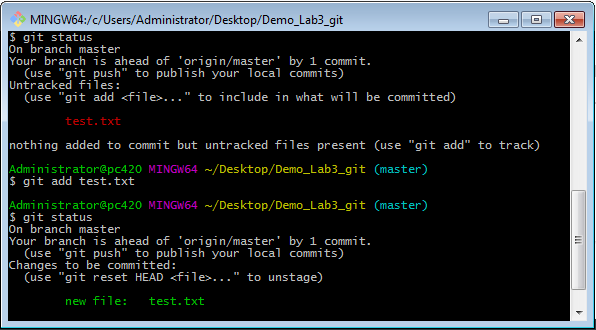 MINGW64:/c/Users/Administrator/Desktop/Demo_Lab3_git
$ git status
On branch master
Your branch is ahead of 'origin/master' by 1 commit.
  (use "git push" to publish your local commits)
Untracked files:
  (use "git add <file>..." to include in what will be committed)
        test.txt
nothing added to commit but untracked files present (use "git add" to track)
Administrator@pc420 MINGW64 ~/Desktop/Demo_Lab3_git (master)
$ git add test.txt
Administrator@pc420 MINGW64 ~/Desktop/Demo_Lab3_git (master)
$ git status
On branch master
Your branch is ahead of 'origin/master' by 1 commit.
  (use "git push" to publish your local commits)
Changes to be committed:
  (use "git reset HEAD <file>..." to unstage)
        new file:   test.txt